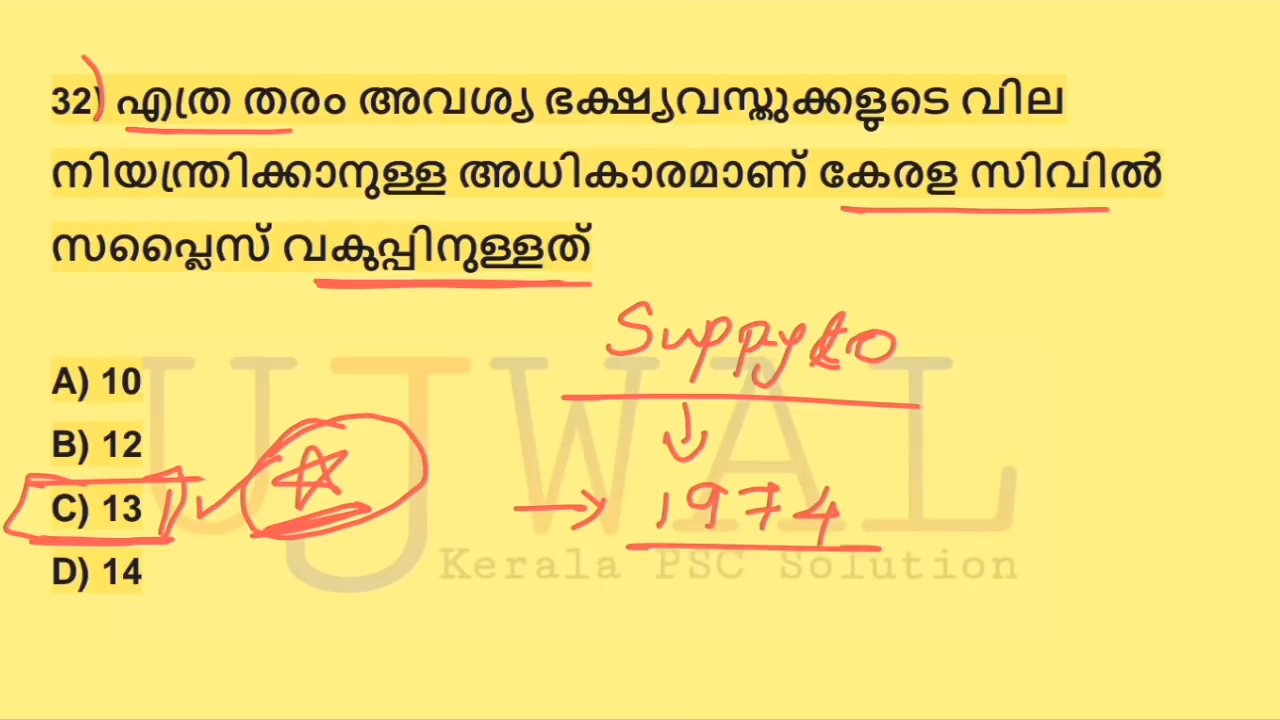 32) എത്ര തരം അവശ്യ ഭക്ഷ്യവസ്തുക്കളുടെ വില
നിയന്ത്രിക്കാനുള്ള അധികാരമാണ് കേരള സിവിൽ
സപ്ലൈസ് വകുപ്പിനുള്ളത്
Suppyco
A) 10
B) 12
C) 13
1974
D) 14
UJWAL
Kerala PSC Solution